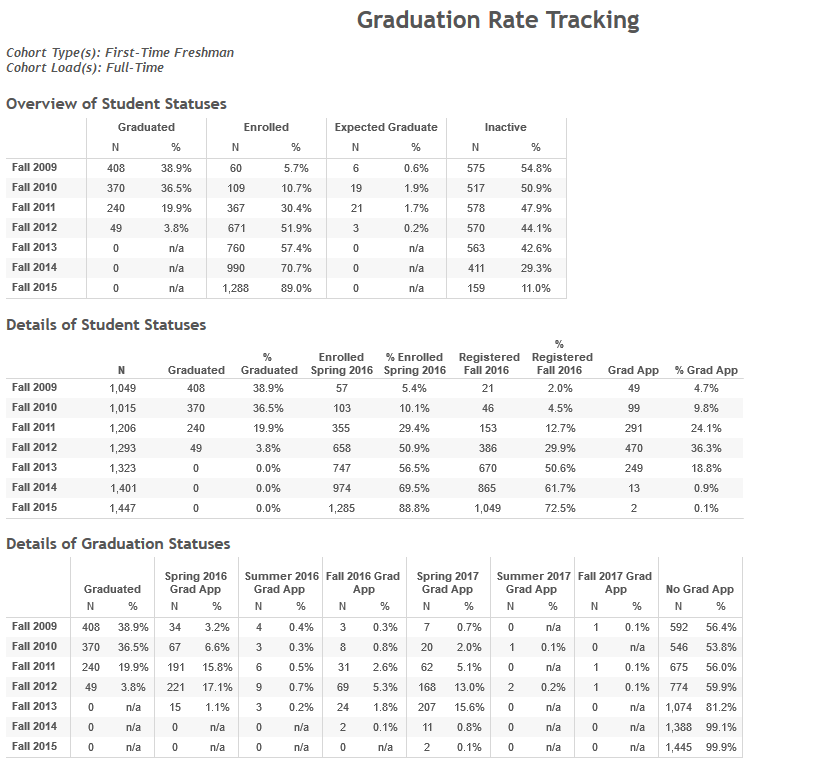 Graduation Rate Tracking
Cohort Type(s): First-Time Freshman
Cohort Load(s): Full-Time
Overview of Student Statuses
Graduated Enrolled Expected Graduate Inactive
N % N % N % N %
Fall 2009 408 38.9% 60 5.7% 6 0.6% 575 54.8%
Fall 2010 370 36.5% 109 10.7% 19 1.9% 517 50.9%
Fall 2011 240 19.9% 367 30.4% 21 1.7% 578 47.9%
Fall 2012 49 3.8% 671 51.9% 3 0.2% 570 44.1%
Fall 2013 0 n/a 760 57.4% 0 n/a 563 42.6%
Fall 2014 0 n/a 990 70.7% 0 n/a 411 29.3%
Fall 2015 0 n/a 1,288 89.0% 0 n/a 159 11.0%
Details of Student Statuses
%
% Enrolled % Enrolled Registered Registered
N Graduated Graduated Spring 2016 Spring 2016 Fall 2016 Fall 2016 Grad App % Grad App
Fall 2009 1,049 408 38.9% 57 5.4% 21 2.0% 49 4.7%
Fall 2010 1,015 370 36.5% 103 10.1% 46 4.5% 99 9.8%
Fall 2011 1,206 240 19.9% 355 29.4% 153 12.7% 291 24.1%
Fall 2012 1,293 49 3.8% 658 50.9% 386 29.9% 470 36.3%
Fall 2013 1,323 0 0.0% 747 56.5% 670 50.6% 249 18.8%
Fall 2014 1,401 0 0.0% 974 69.5% 865 61.7% 13 0.9%
Fall 2015 1,447 0 0.0% 1,285 88.8% 1,049 72.5% 2 0.1%
Details of Graduation Statuses
Spring 2016 Summer 2016 Fall 2016 Grad Spring 2017 Summer 2017 Fall 2017 Grad
Graduated Grad App Grad App App Grad App Grad App App No Grad App
N % N % N % N % N % N % N % N %
Fall 2009 408 38.9% 34 3.2% 4 0.4% 3 0.3% 7 0.7% 0 n/a 1 0.1% 592 56.4%
Fall 2010 370 36.5% 67 6.6% 3 0.3% 8 0.8% 20 2.0% 1 0.1% 0 n/a 546 53.8%
Fall 2011 240 19.9% 191 15.8% 6 0.5% 31 2.6% 62 5.1% 0 n/a 1 0.1% 675 56.0%
Fall 2012 49 3.8% 221 17.1% 9 0.7% 69 5.3% 168 13.0% 2 0.2% 1 0.1% 774 59.9%
Fall 2013 0 n/a 15 1.1% 3 0.2% 24 1.8% 207 15.6% 0 n/a 0 n/a 1,074 81.2%
Fall 2014 0 n/a 0 n/a 0 n/a 2 0.1% 11 0.8% 0 n/a 0 n/a 1,388 99.1%
Fall 2015 0 n/a 0 n/a 0 n/a 0 n/a 2 0.1% 0 n/a 0 n/a 1,445 99.9%